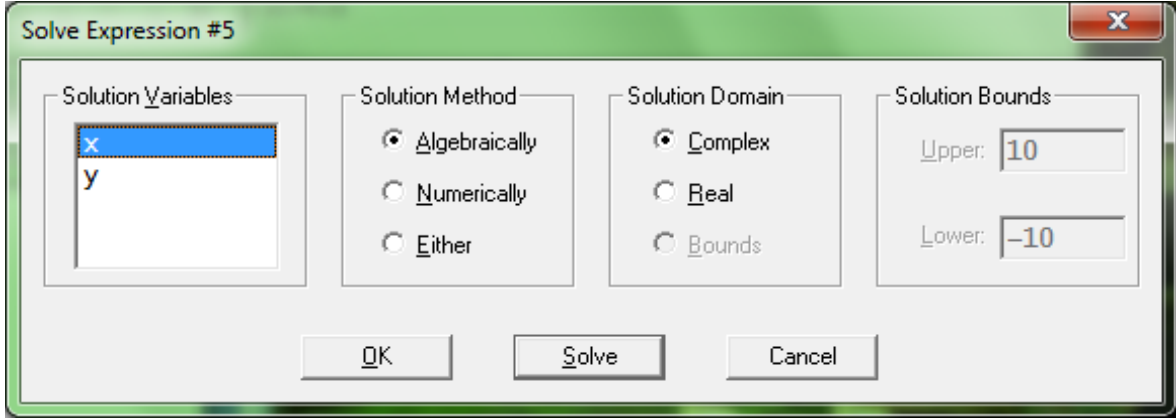 Solve Expression #5
x
Solution Variables
x
y
Solution Method
Algebraically
Numerically
Either
Solution Domain
Complex
Real
Bounds
Solution Bounds
Upper: 10
Lower: −10
OK
Solve
Cancel